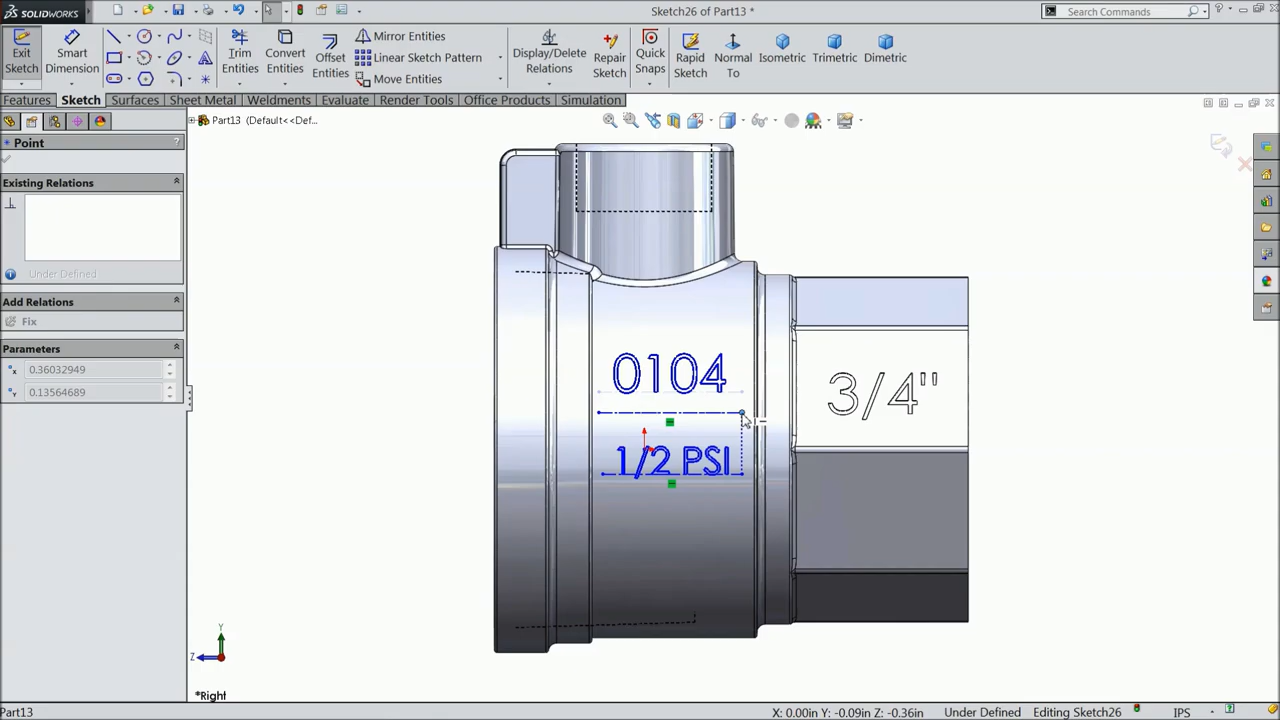 SOLIDWORKS
Sketch26 of Part13 *
Search Commands
Exit Sketch
Smart Dimension
Trim Entities
Convert Entities
Offset Entities
Mirror Entities
Linear Sketch Pattern
Move Entities
Display/Delete Relations
Repair Sketch
Quick Snaps
Rapid Sketch
Normal To
Isometric
Trimetric
Dimetric
Features
Sketch
Surfaces
Sheet Metal
Weldments
Evaluate
Render Tools
Office Products
Simulation
Part13 (Default<<Def...
Point
?
Existing Relations
Under Defined
Add Relations
Fix
Parameters
0.36032949
0.13564689
0104
1/2 PSI
3/4"
Y
Z
*Right
Part13
X: 0.00in Y: -0.09in Z: -0.36in
Under Defined
Editing Sketch26
IPS